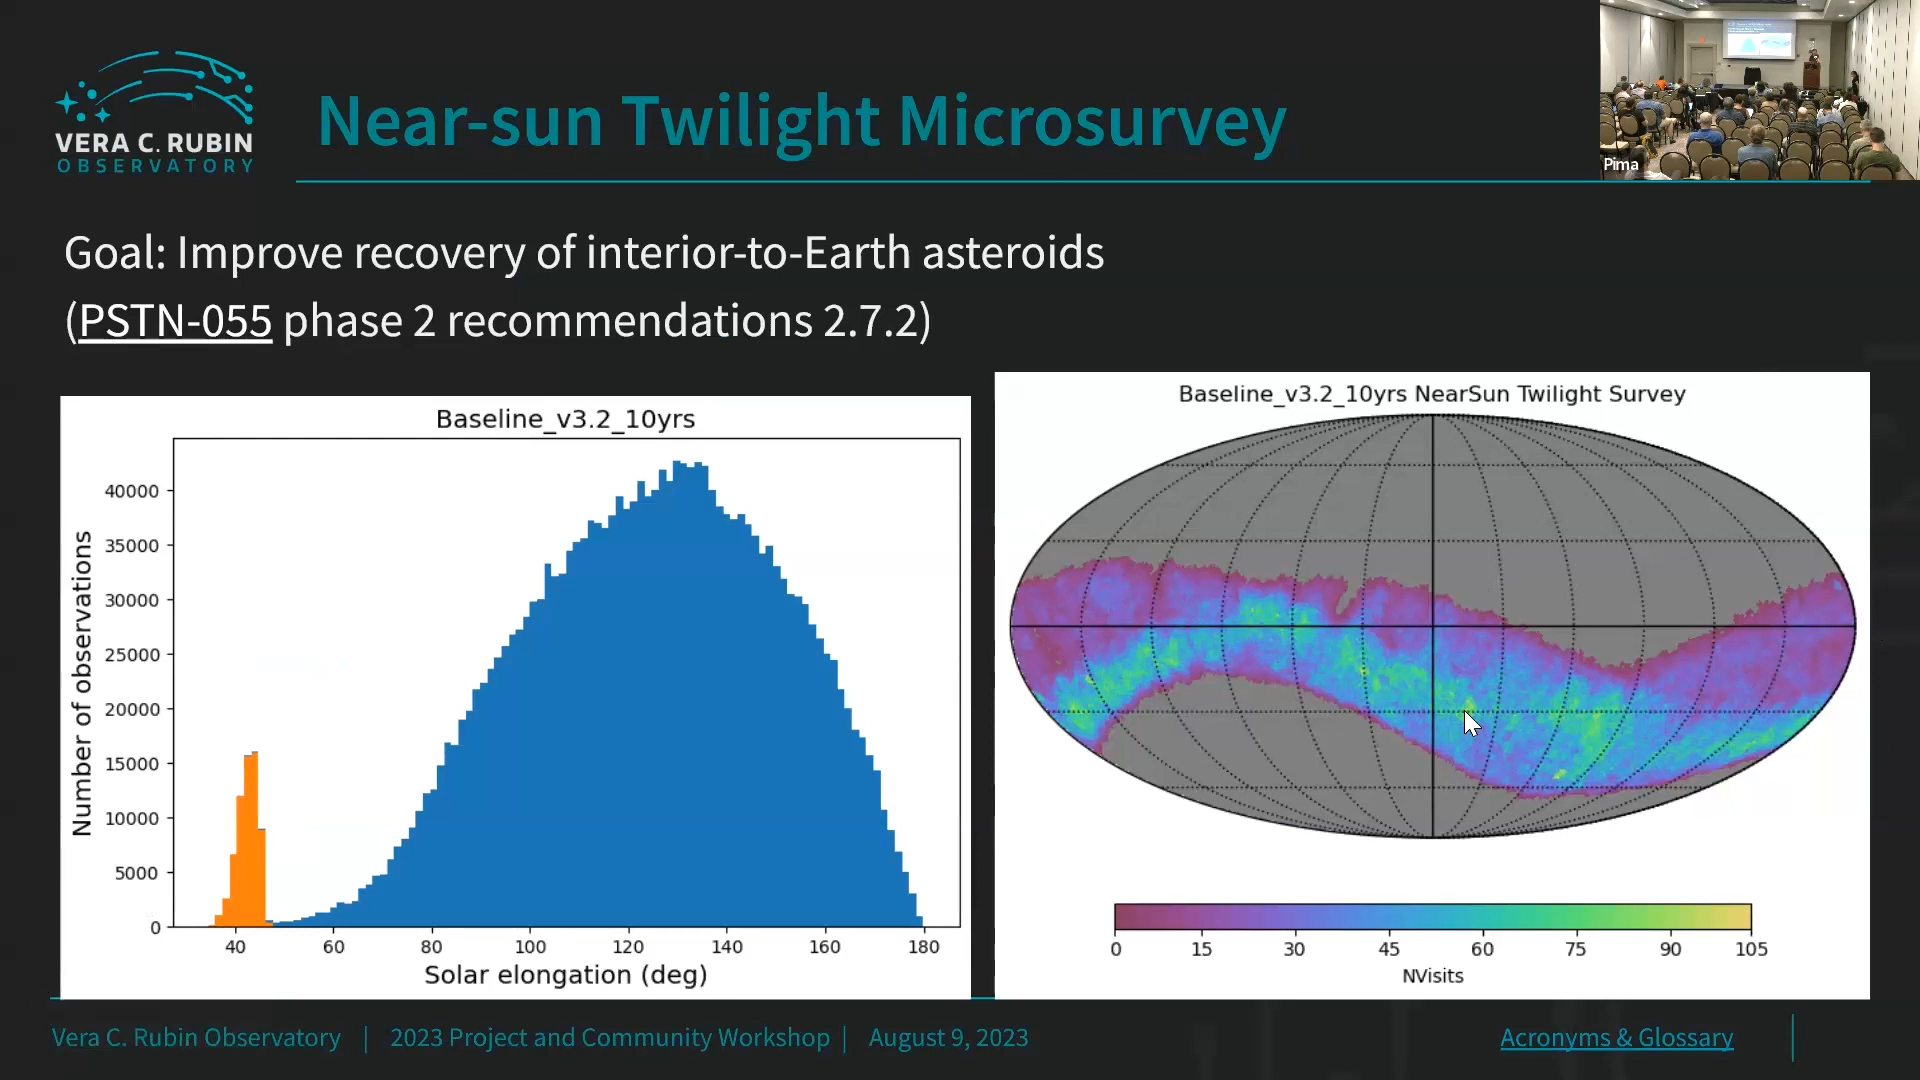 VERA C. RUBIN
OBSERVATORY
Near-sun Twilight Microsurvey
Pima
Goal: Improve recovery of interior-to-Earth asteroids
(PSTN-055 phase 2 recommendations 2.7.2)
Baseline_v3.2_10yrs
Number of observations
40000
35000
30000
25000
20000
15000
10000
5000
0
40 60 80 100 120 140 160 180
Solar elongation (deg)
Baseline_v3.2_10yrs NearSun Twilight Survey
0 15 30 45 60 75 90 105
NVisits
Vera C. Rubin Observatory | 2023 Project and Community Workshop | August 9, 2023
Acronyms & Glossary